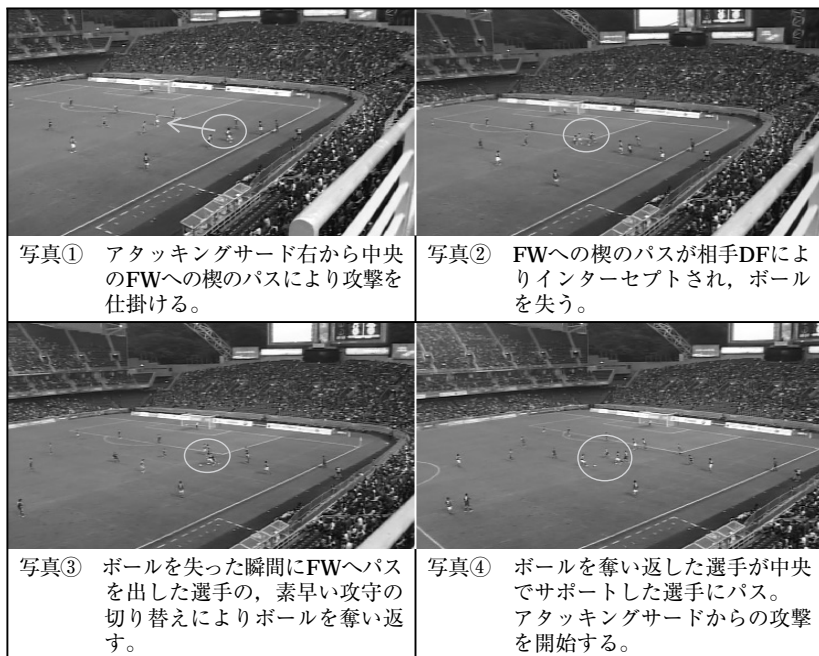 写真① アタッキングサード右から中央
のFWへの楔のパスにより攻撃を
仕掛ける。
写真② FWへの楔のパスが相手DFによ
りインターセプトされ，ボール
を失う。
写真③ ボールを失った瞬間にFWへパス
を出した選手の，素早い攻守の
切り替えによりボールを奪い返
す。
写真④ ボールを奪い返した選手が中央
でサポートした選手にパス。
アタッキングサードからの攻撃
を開始する。